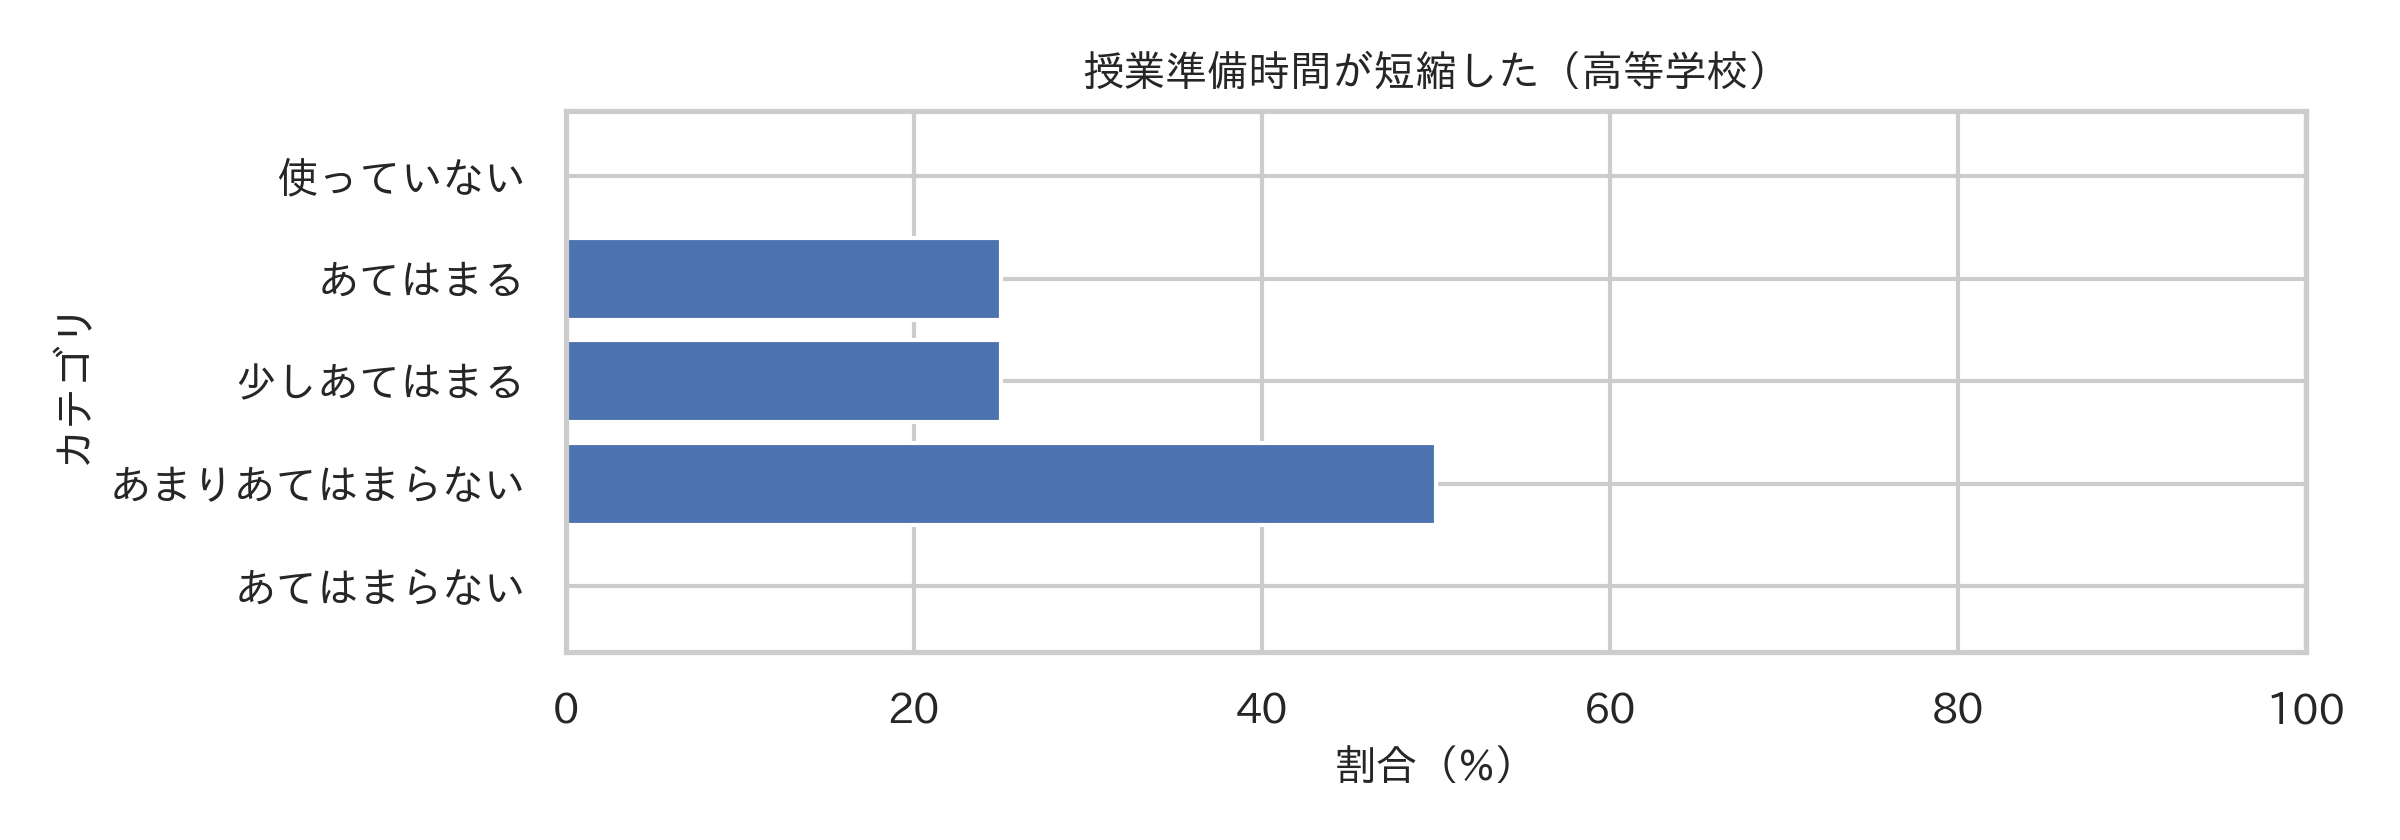 授業準備時間が短縮した（高等学校）
カテゴリ
使っていない
あてはまる
少しあてはまる
あまりあてはまらない
あてはまらない
0 20 40 60 80 100
割合（%）